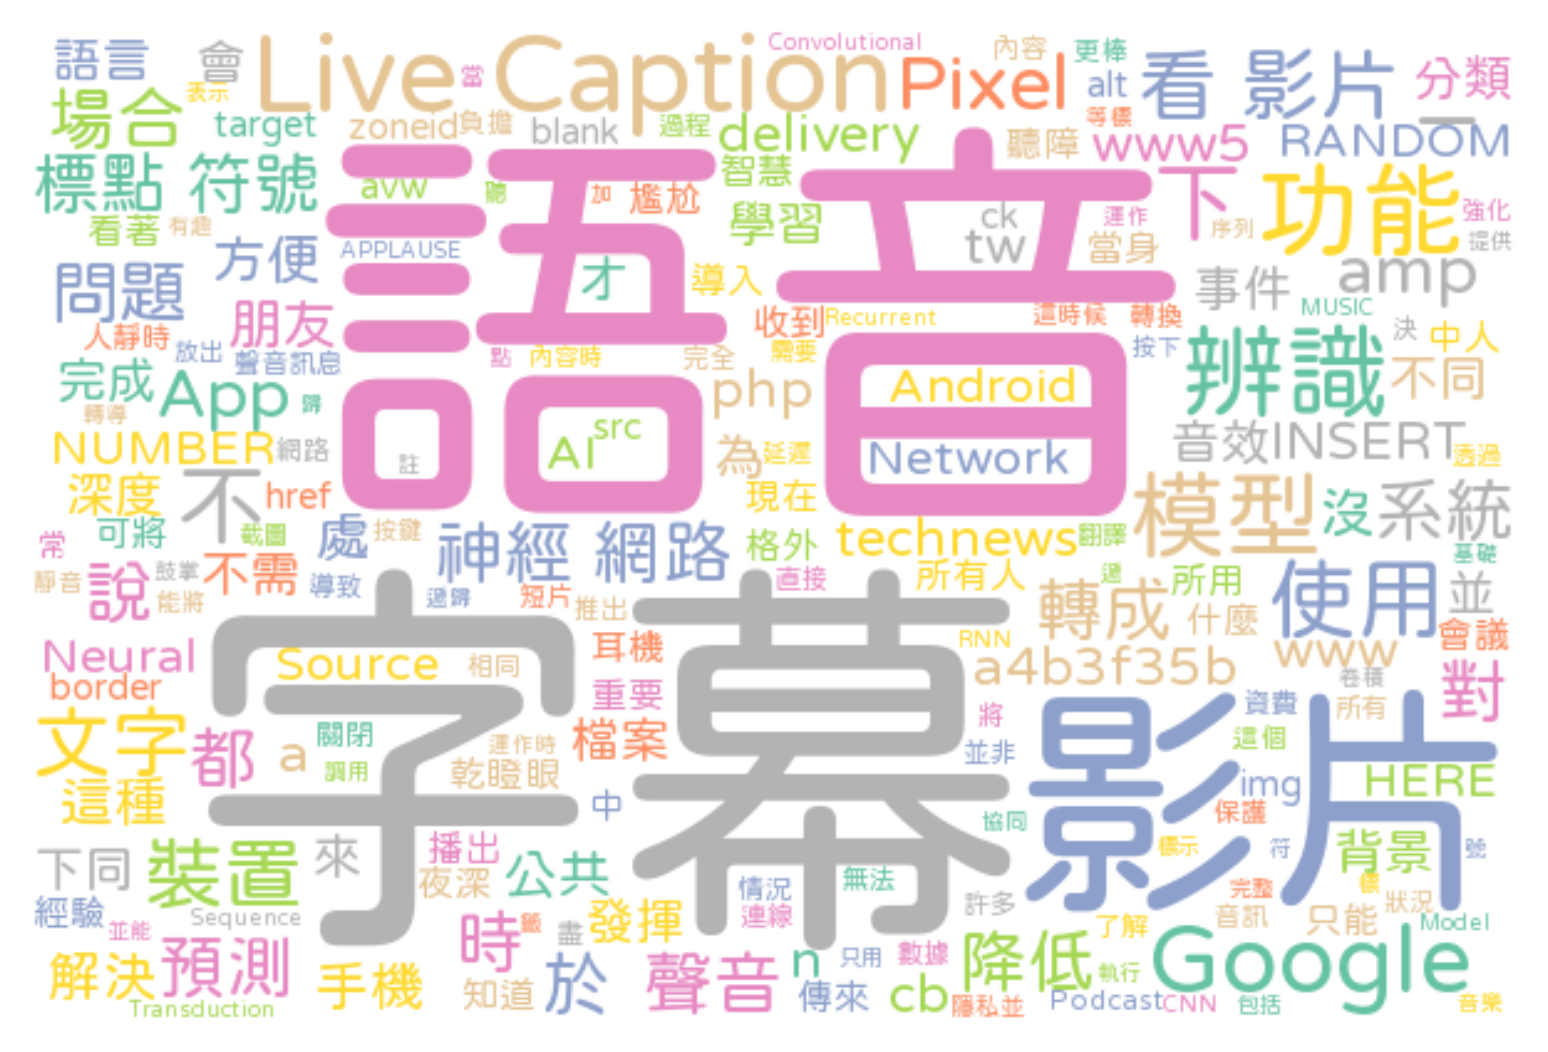 語言 會 Live Caption 當 Convolutional 內容 更棒 看 影片 分類
場合 表示 Pixel alt 一
target zoneid 負擔 blank 過程 delivery 聽障 等標 www5 RANDOM
標點 符號 avw 語音 聽 加 尷尬 智慧 下 功能
看著 有趣 學習 ck 運作 序列 強化
方便 APPLAUSE tw 當身 提供
問題 才 導入 事件 amp
朋友 收到 Recurrent 這時候 轉換 MUSIC
人靜時 放出 聲音訊息 點 內容時 完全 需要 按下 辨識 決 中人
完成 App 歸 php Android 不同
轉導 src
NUMBER 網路 註 AI 為 延遲 Network 音效 INSERT 透過
深度 不 href 現在 模型 沒 系統
常 可將 截圖 處 按鍵 神經 網路 格外 technews 翻譯 基礎
靜音 說 鼓掌 不需 導致 直接 所有人 遞 所用 使用 並
能將 遞歸 短片 推出 轉成 什麼
Neural 字幕 耳機 RNN www 會議
border Source 相同 重要 a4b3f35b 卷積 對
文字 都 a 關閉 運作時 檔案 將 影片 資費 所有
這種 調用 乾瞪眼 並非 這個
中 img HERE
下同 裝置 來 播出 公共 協同 保護 標示 符 背景 號
夜深 情況 無法 完整 標
經驗 並能 Sequence 時 籤 盡 發揮 連線 許多 音訊 只能 狀況
解決 預測 手機 聲音 n 只用 數據 降低 了解 Google Model
知道 於 傳來 cb 執行
Transduction 隱私並 Podcast CNN 包括 音樂